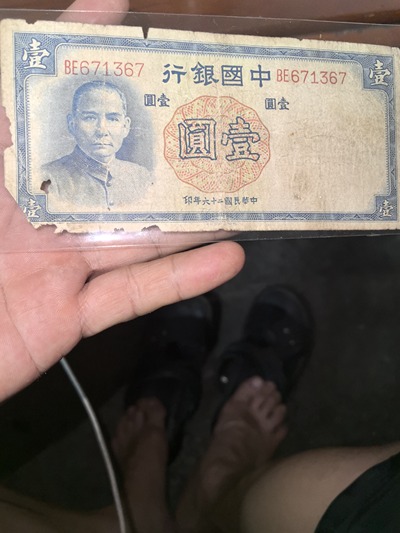 壹 壹
BE671367 中國銀行 BE671367
壹圓 壹圓
壹圓
中華民國二十六年印
壹 壹